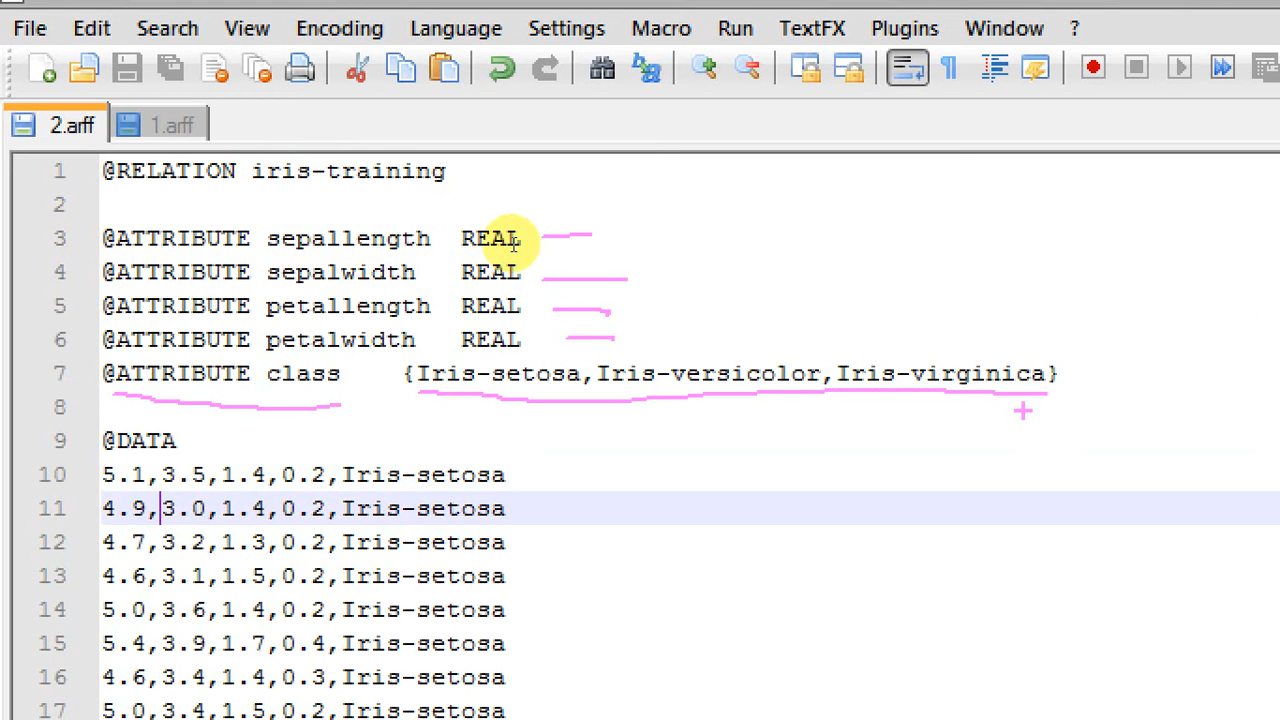 File Edit Search View Encoding Language Settings Macro Run TextFX Plugins Window ?
2.arff 1.arff
1 @RELATION iris-training
2
3 @ATTRIBUTE sepallength REAL
4 @ATTRIBUTE sepalwidth REAL
5 @ATTRIBUTE petallength REAL
6 @ATTRIBUTE petalwidth REAL
7 @ATTRIBUTE class {Iris-setosa,Iris-versicolor,Iris-virginica}
8
9 @DATA
10 5.1,3.5,1.4,0.2,Iris-setosa
11 4.9,3.0,1.4,0.2,Iris-setosa
12 4.7,3.2,1.3,0.2,Iris-setosa
13 4.6,3.1,1.5,0.2,Iris-setosa
14 5.0,3.6,1.4,0.2,Iris-setosa
15 5.4,3.9,1.7,0.4,Iris-setosa
16 4.6,3.4,1.4,0.3,Iris-setosa
17 5.0,3.4,1.5,0.2,Iris-setosa